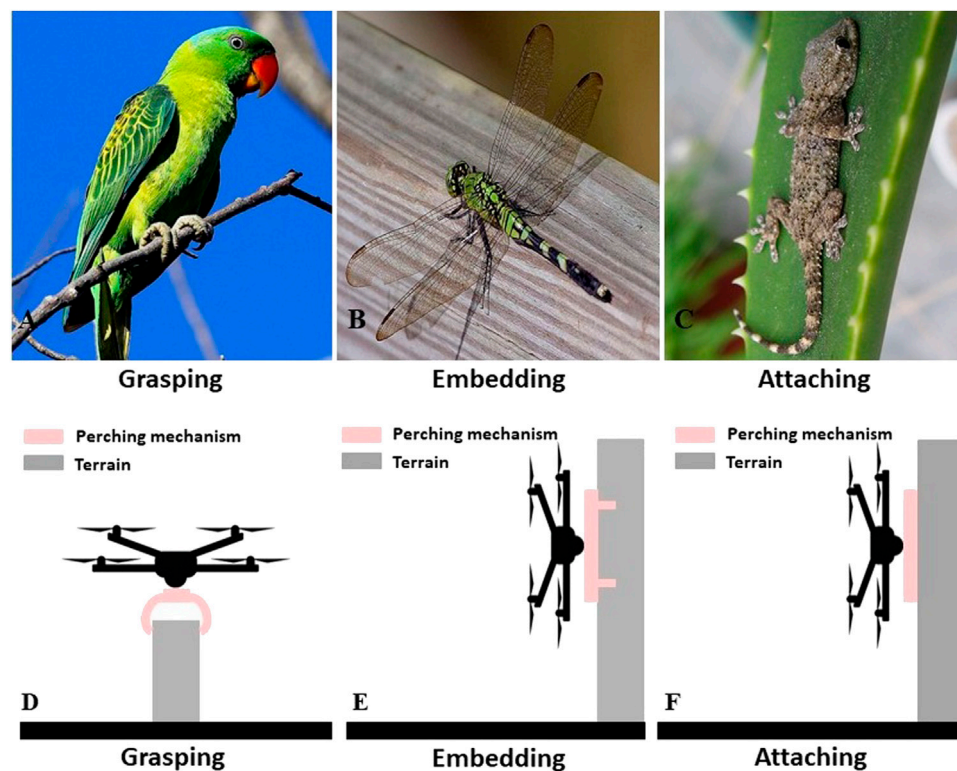 A
B
C
Grasping
Embedding
Attaching
Perching mechanism
Terrain
Perching mechanism
Terrain
Perching mechanism
Terrain
D
E
F
Grasping
Embedding
Attaching